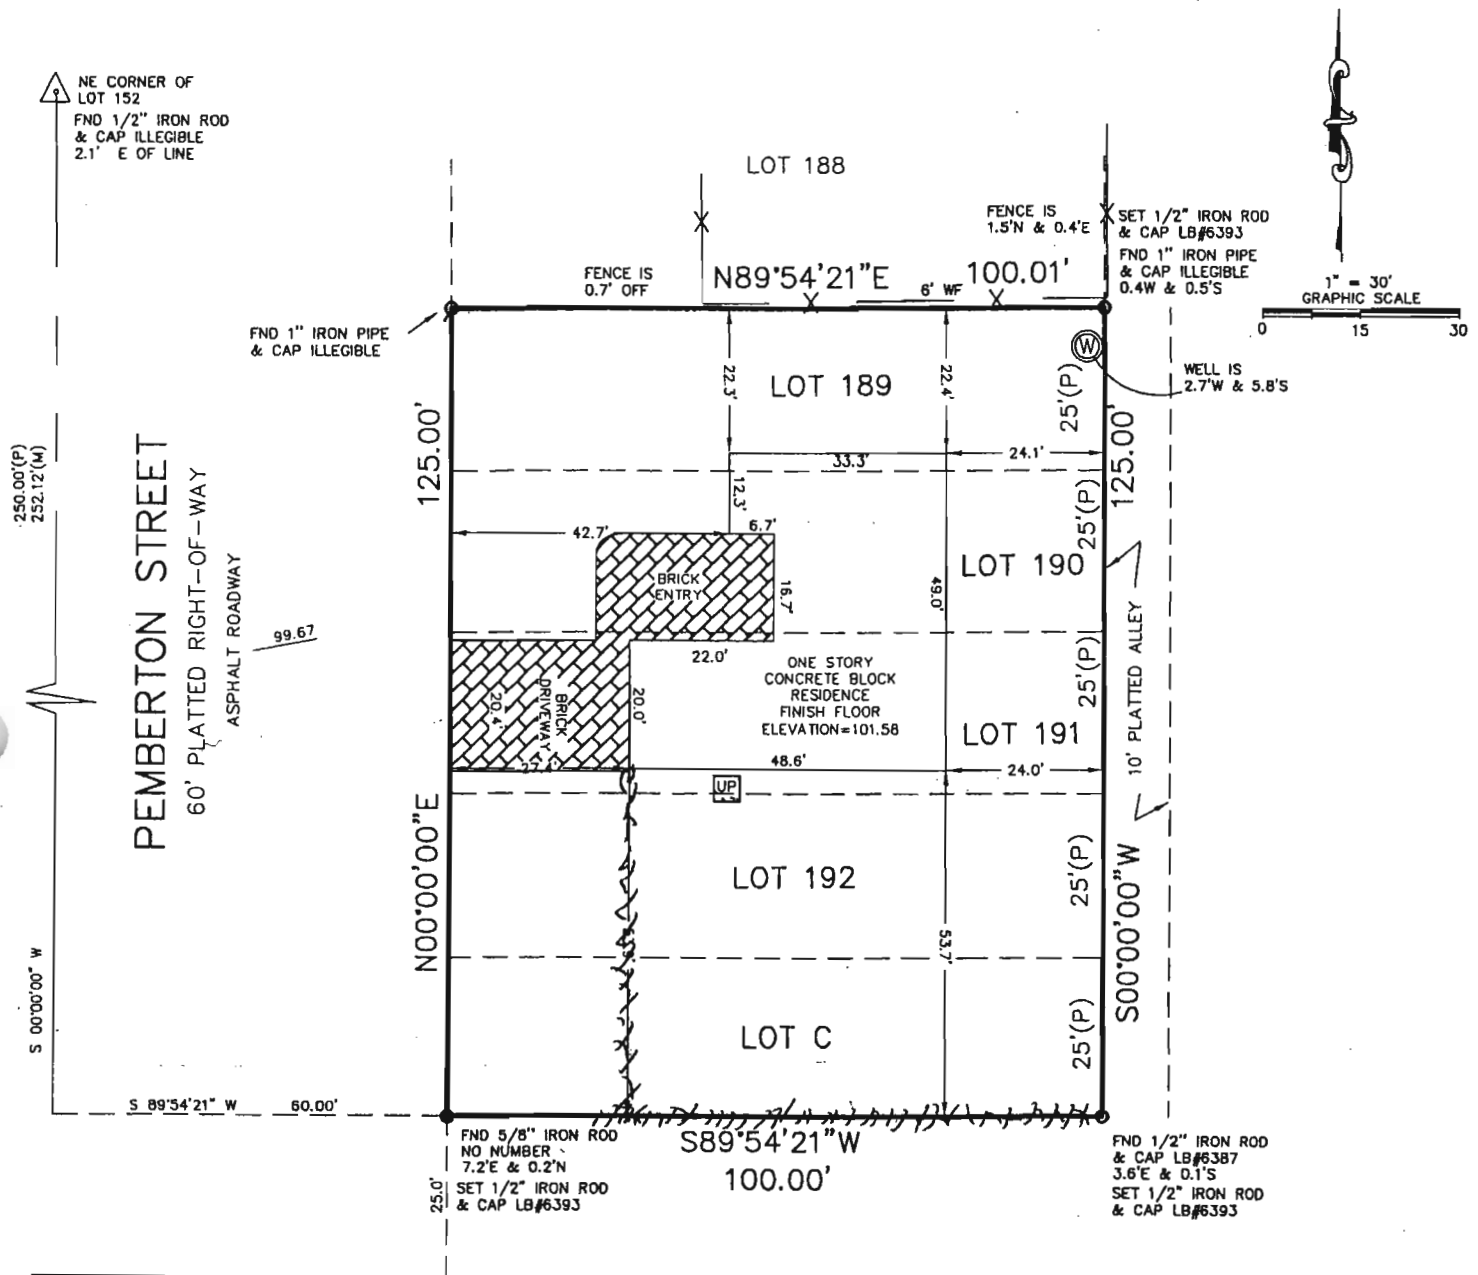 NE CORNER OF
LOT 152
FND 1/2" IRON ROD
& CAP ILLEGIBLE
2.1' E OF LINE
LOT 188
FENCE IS
1.5'N & 0.4'E
SET 1/2" IRON ROD
& CAP LB#6393
FND 1" IRON PIPE
& CAP ILLEGIBLE
0.4W & 0.5'S
1" = 30'
GRAPHIC SCALE
0 15 30
FENCE IS
0.7' OFF
N89°54'21"E 100.01'
6' WF
FND 1" IRON PIPE
& CAP ILLEGIBLE
W
WELL IS
2.7'W & 5.8'S
22.3'
LOT 189
22.4'
25'(P)
125.00'
125.00'
33.3'
24.1'
250.00'(P)
252.12'(M)
PEMBERTON STREET
60' PLATTED RIGHT-OF-WAY
ASPHALT ROADWAY
99.67
12.3'
6.7'
42.7'
25'(P)
BRICK
ENTRY
16.7'
49.0'
LOT 190
10' PLATTED ALLEY
22.0'
ONE STORY
CONCRETE BLOCK
RESIDENCE
FINISH FLOOR
ELEVATION=101.58
25'(P)
20.4'
BRICK
DRIVEWAY
20.0'
LOT 191
48.6'
24.0'
UP
N00°00'00"E
LOT 192
25'(P)
S00°00'00"W
53.7'
S 00°00'00" W
LOT C
25'(P)
S 89°54'21" W 60.00'
FND 5/8" IRON ROD
NO NUMBER
7.2'E & 0.2'N
SET 1/2" IRON ROD
& CAP LB#6393
25.0'
S89°54'21"W
100.00'
FND 1/2" IRON ROD
& CAP LB#6387
3.6'E & 0.1'S
SET 1/2" IRON ROD
& CAP LB#6393